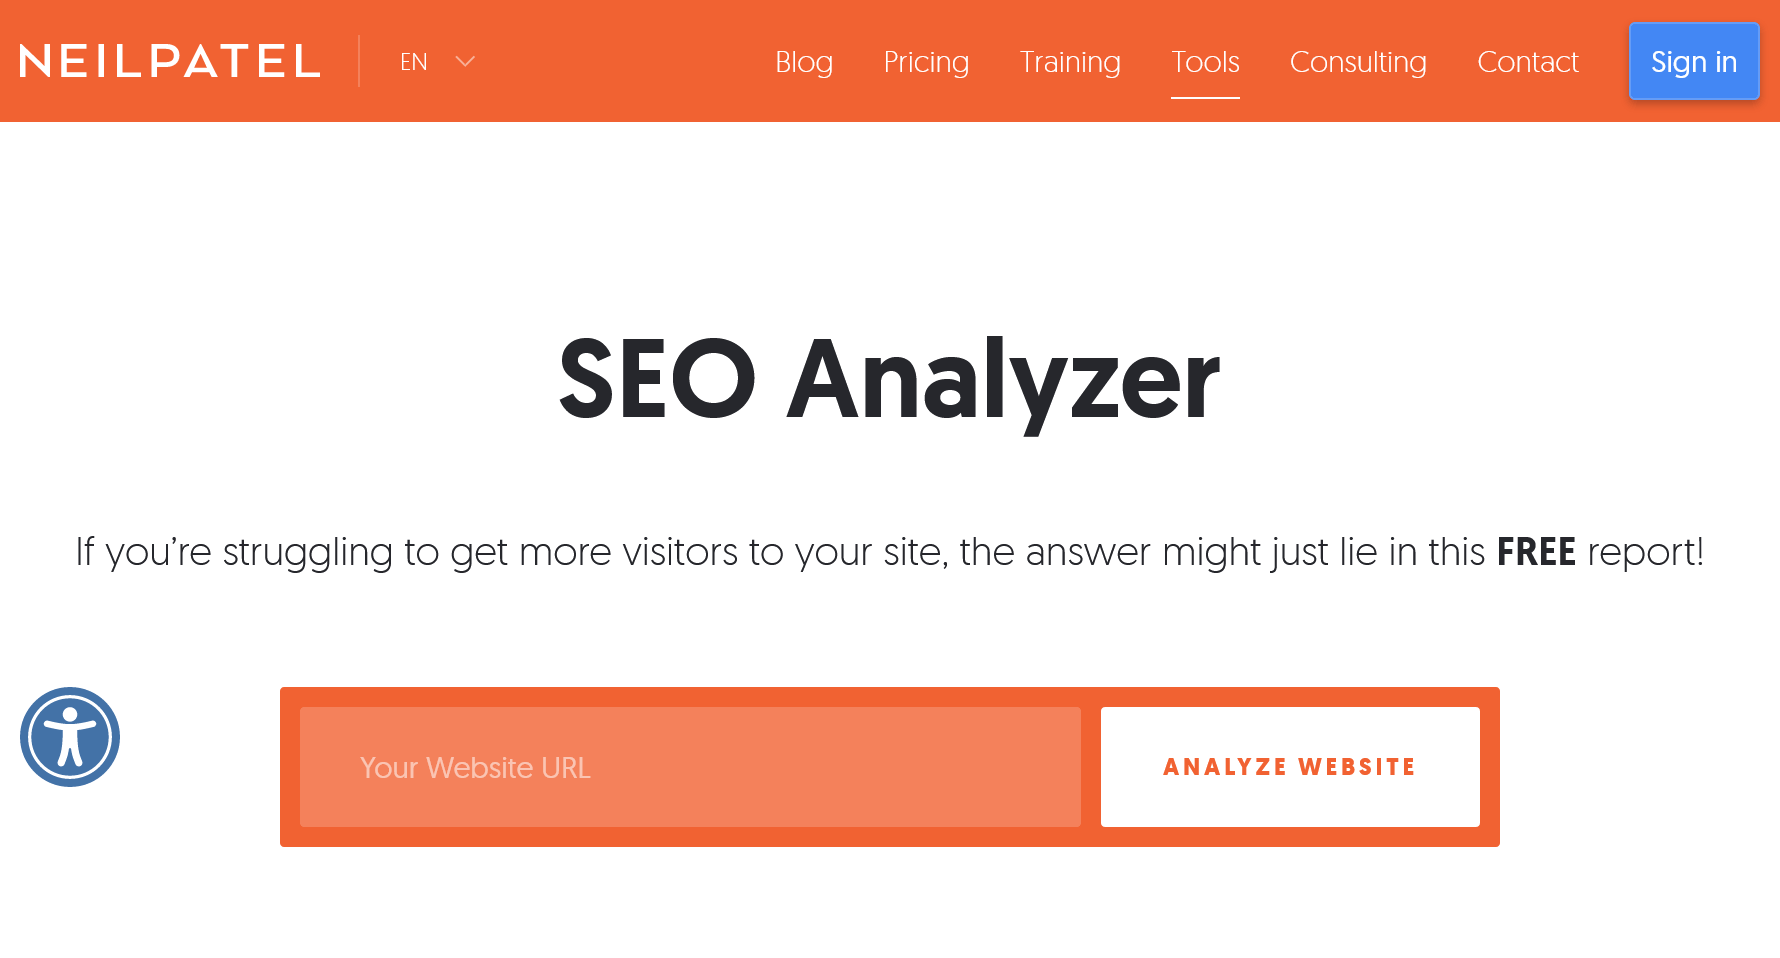 NEILPATEL EN Blog Pricing Training Tools Consulting Contact Sign in
SEO Analyzer
If you’re struggling to get more visitors to your site, the answer might just lie in this FREE report!
Your Website URL ANALYZE WEBSITE